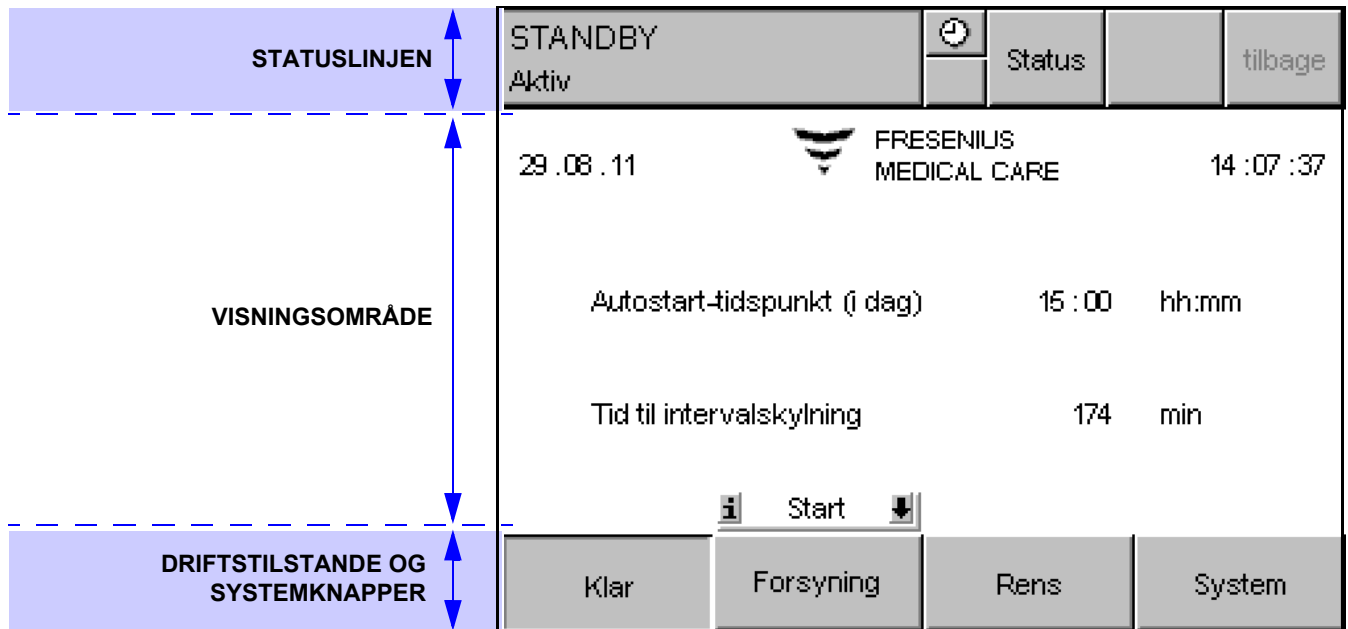 STATUSLINJEN
STANDBY
Aktiv
Status
tilbage
VISNINGSOMRÅDE
29.08.11
FRESENIUS
MEDICAL CARE
14:07:37
Autostart-tidspunkt (i dag) 15:00 hh:mm
Tid til intervalskylning 174 min
i Start
DRIFTSTILSTANDE OG
SYSTEMKNAPPER
Klar
Forsyning
Rens
System